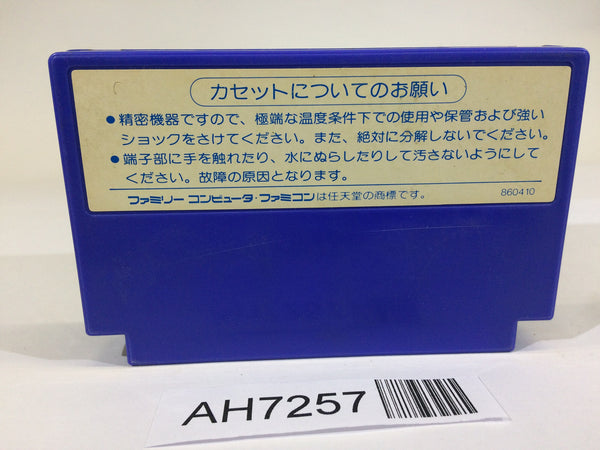 カセットについてのお願い
●精密機器ですので、極端な温度条件下での使用や保管および強い
ショックをさけてください。また、絶対に分解しないでください。
●端子部に手を触れたり、水にぬらしたりして汚さないようにして
ください。故障の原因となります。
ファミリー コンピュータ・ファミコンは任天堂の商標です。 860410
AH7257